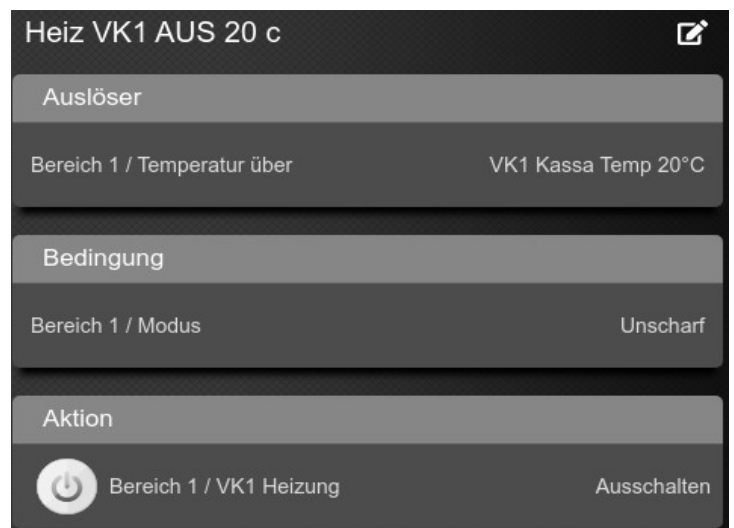 Heiz VK1 AUS 20 c
Auslöser
Bereich 1 / Temperatur über VK1 Kassa Temp 20°C
Bedingung
Bereich 1 / Modus Unscharf
Aktion
Bereich 1 / VK1 Heizung Ausschalten